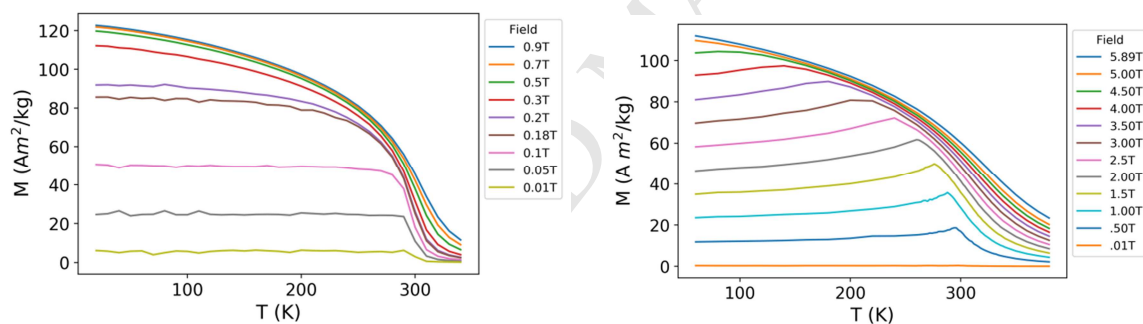 M (Am²/kg)
120
100
80
60
40
20
0
100
200
300
T (K)
Field
0.9T
0.7T
0.5T
0.3T
0.2T
0.18T
0.1T
0.05T
0.01T
M (A m²/kg)
100
80
60
40
20
0
100
200
300
T (K)
Field
5.89T
5.00T
4.50T
4.00T
3.50T
3.00T
2.5T
2.00T
1.5T
1.00T
.50T
.01T